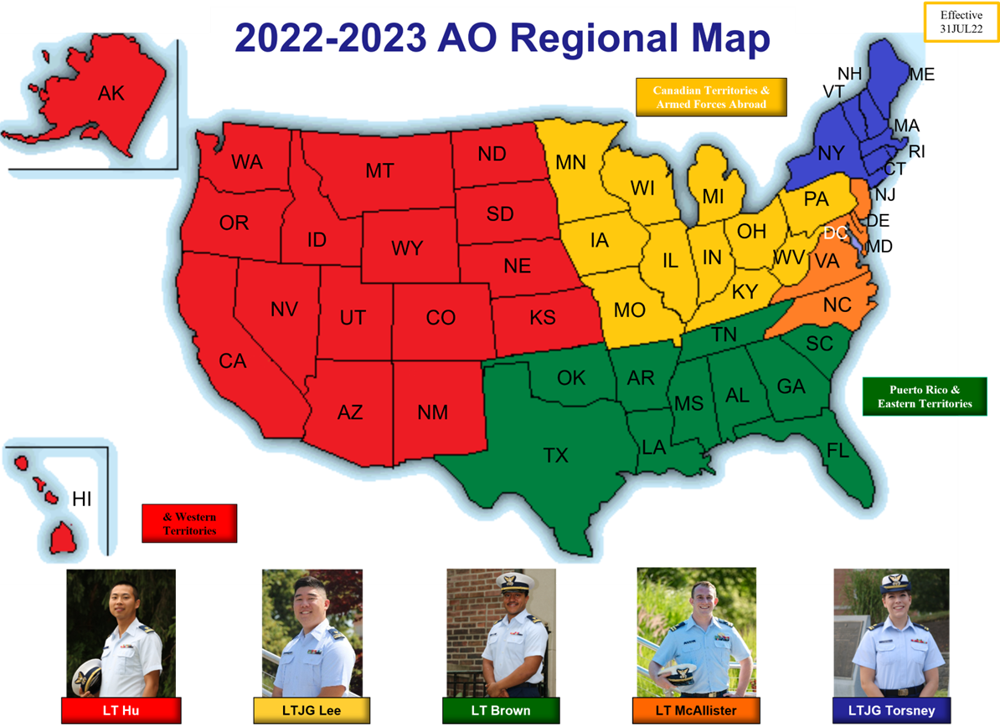 2022-2023 AO Regional Map
Effective
31JUL22
Canadian Territories &
Armed Forces Abroad
AK
NH
ME
VT
MA
RI
NY
CT
WA
MT
ND
MN
WI
MI
PA
NJ
OR
ID
SD
DE
DC
MD
WY
IA
OH
IL
IN
WV
VA
NE
KY
NC
NV
UT
CO
KS
MO
TN
SC
CA
OK
AR
GA
AZ
NM
MS
AL
Puerto Rico &
Eastern Territories
TX
LA
FL
HI
& Western
Territories
LT Hu
LTJG Lee
LT Brown
LT McAllister
LTJG Torsney